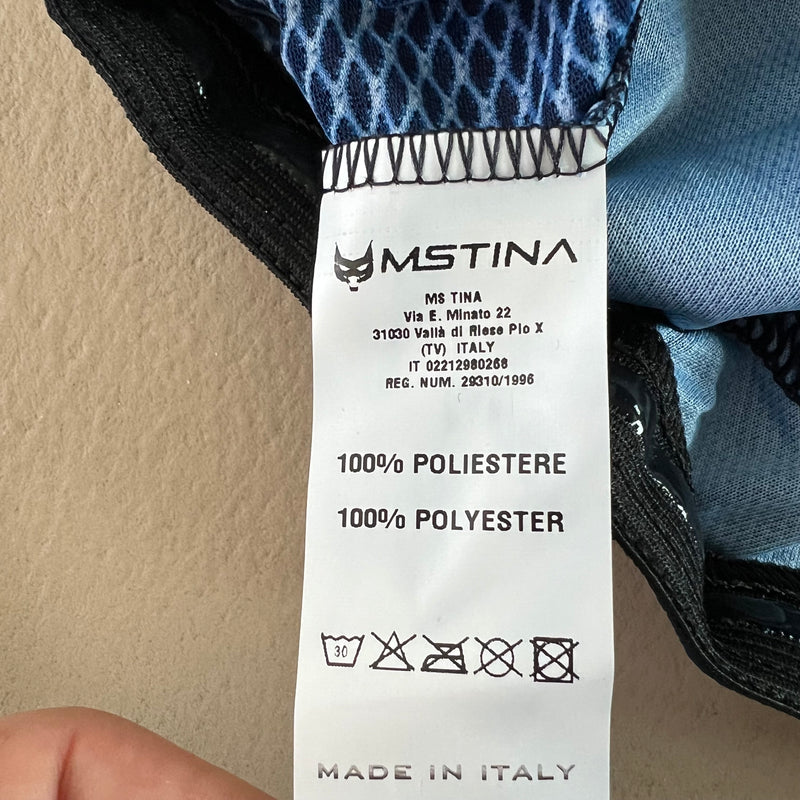 MSTINA
MS TINA
Via E. Minato 22
31030 Vallà di Riese Pio X
(TV) ITALY
IT 02212980268
REG. NUM. 29310/1996
100% POLIESTERE
100% POLYESTER
30
MADE IN ITALY